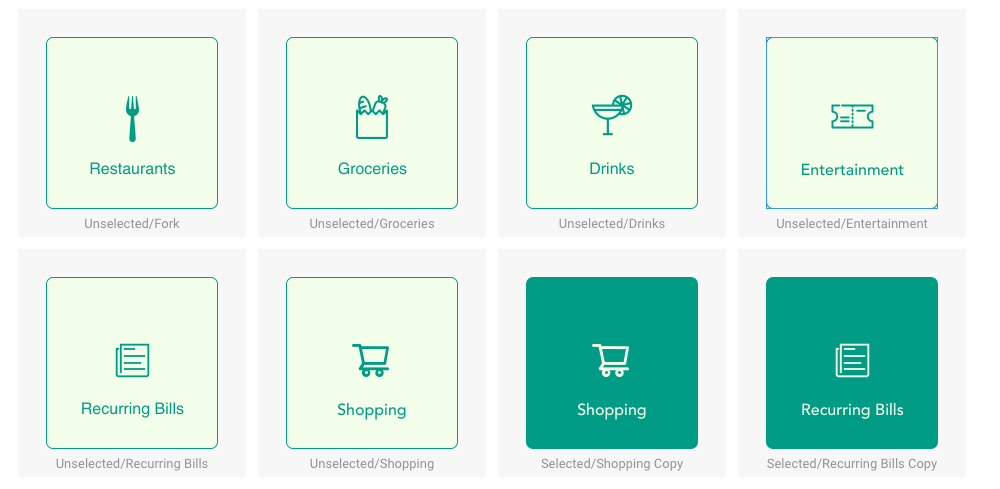 Restaurants
Unselected/Fork
Groceries
Unselected/Groceries
Drinks
Unselected/Drinks
Entertainment
Unselected/Entertainment
Recurring Bills
Unselected/Recurring Bills
Shopping
Unselected/Shopping
Shopping
Selected/Shopping Copy
Recurring Bills
Selected/Recurring Bills Copy